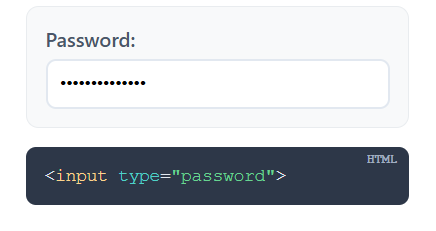 Password:
••••••••••••••
HTML
<input type="password">